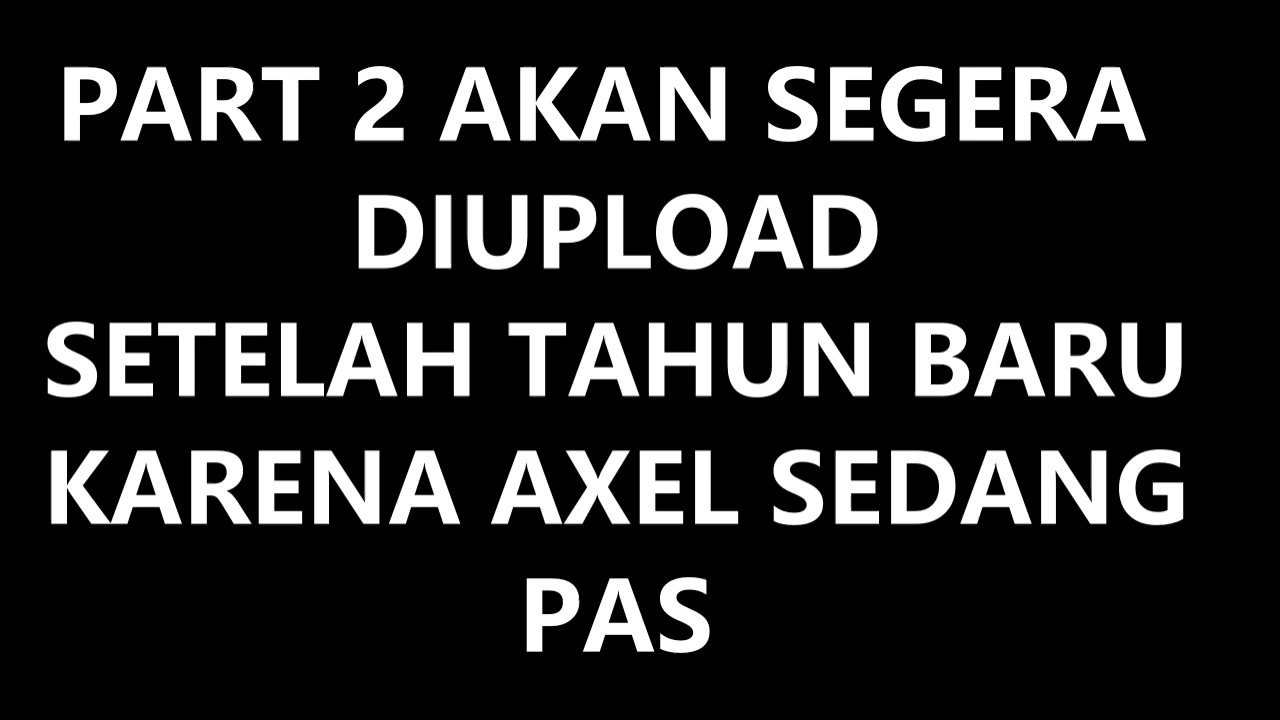 PART 2 AKAN SEGERA
DIUPLOAD
SETELAH TAHUN BARU
KARENA AXEL SEDANG
PAS